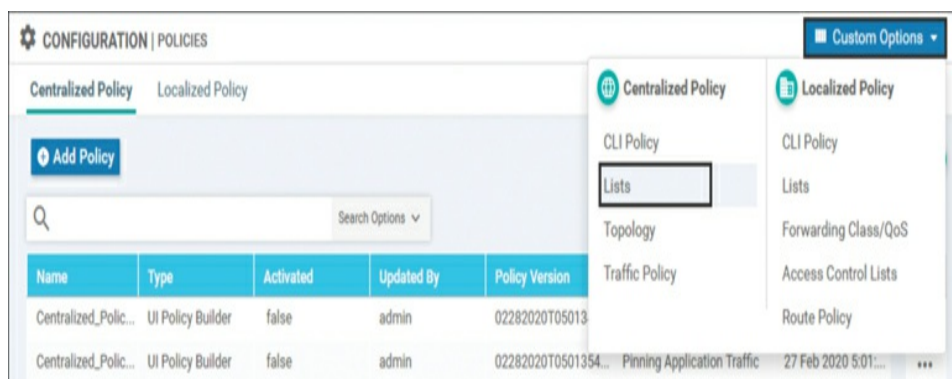 CONFIGURATION | POLICIES
Custom Options
Centralized Policy Localized Policy
Add Policy
Search Options
Name Type Activated Updated By Policy Version
Centralized_Polic... UI Policy Builder false admin 02282020T05013
Centralized_Polic... UI Policy Builder false admin 02282020T0501354... Pinning Application Traffic 27 Feb 2020 5:01:...
Centralized Policy
CLI Policy
Lists
Topology
Traffic Policy
Localized Policy
CLI Policy
Lists
Forwarding Class/QoS
Access Control Lists
Route Policy